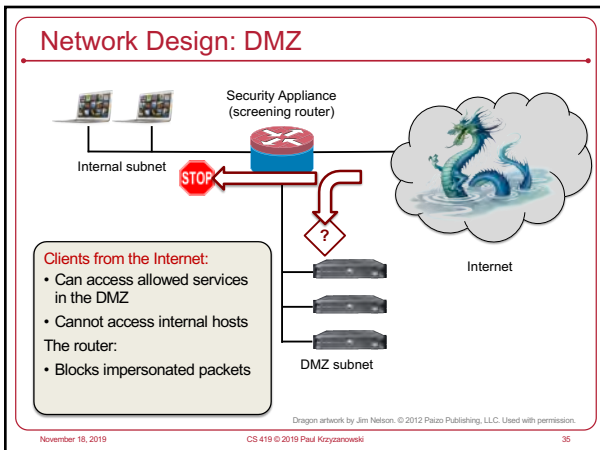 Network Design: DMZ
Security Appliance
(screening router)
Internal subnet
STOP
?
Internet
Clients from the Internet:
• Can access allowed services
in the DMZ
• Cannot access internal hosts
The router:
• Blocks impersonated packets
DMZ subnet
Dragon artwork by Jim Nelson. © 2012 Paizo Publishing, LLC. Used with permission.
November 18, 2019
CS 419 © 2019 Paul Krzyzanowski
35